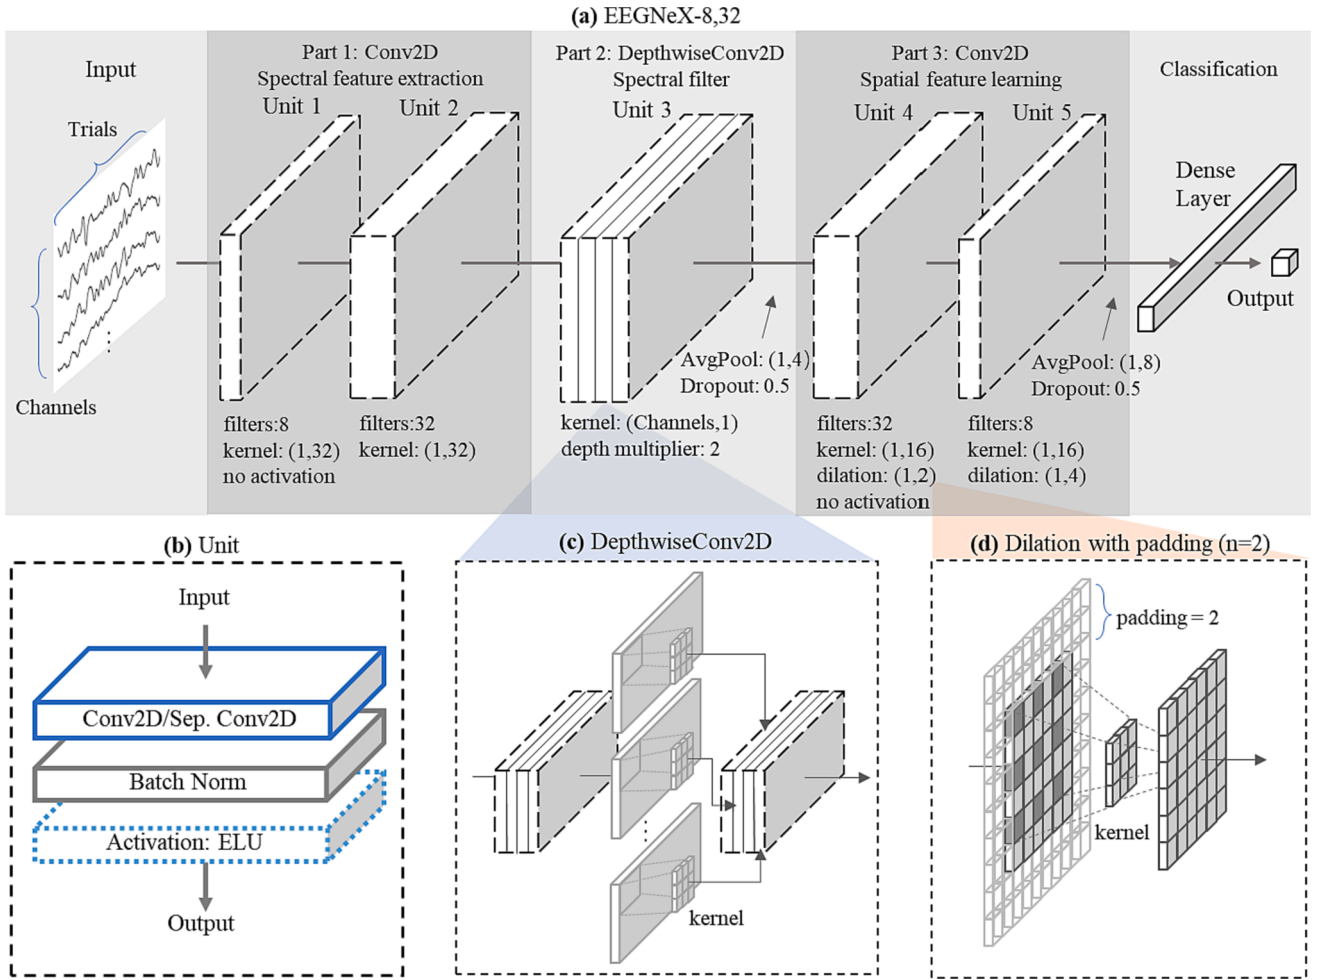 (a) EEGNeX-8,32
Input
Trials
Channels
Part 1: Conv2D
Spectral feature extraction
Unit 1
Unit 2
filters:8
kernel: (1,32)
no activation
filters:32
kernel: (1,32)
Part 2: DepthwiseConv2D
Spectral filter
Unit 3
kernel: (Channels,1)
depth multiplier: 2
AvgPool: (1,4)
Dropout: 0.5
Part 3: Conv2D
Spatial feature learning
Unit 4
Unit 5
filters:32
kernel: (1,16)
dilation: (1,2)
no activation
filters:8
kernel: (1,16)
dilation: (1,4)
AvgPool: (1,8)
Dropout: 0.5
Classification
Dense
Layer
Output
(b) Unit
Input
Conv2D/Sep. Conv2D
Batch Norm
Activation: ELU
Output
(c) DepthwiseConv2D
kernel
(d) Dilation with padding (n=2)
padding = 2
kernel